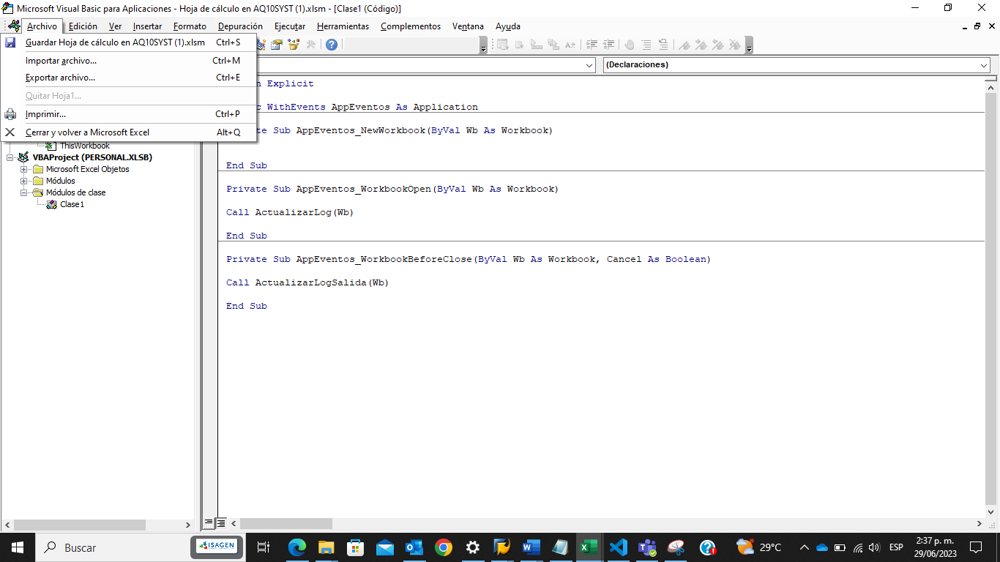 Microsoft Visual Basic para Aplicaciones - Hoja de cálculo en AQ10SYST (1).xlsm - [Clase1 (Código)]
Archivo Edición Ver Insertar Formato Depuración Ejecutar Herramientas Complementos Ventana Ayuda
Guardar Hoja de cálculo en AQ10SYST (1).xlsm Ctrl+S
Importar archivo... Ctrl+M
Exportar archivo... Ctrl+E
Quitar Hoja1...
Imprimir... Ctrl+P
Cerrar y volver a Microsoft Excel Alt+Q
ThisWorkbook
VBAProject (PERSONAL.XLSB)
Microsoft Excel Objetos
Módulos
Módulos de clase
Clase1
(Declaraciones)
n Explicit
c WithEvents AppEventos As Application
te Sub AppEventos_NewWorkbook(ByVal Wb As Workbook)
End Sub
Private Sub AppEventos_WorkbookOpen(ByVal Wb As Workbook)
Call ActualizarLog(Wb)
End Sub
Private Sub AppEventos_WorkbookBeforeClose(ByVal Wb As Workbook, Cancel As Boolean)
Call ActualizarLogSalida(Wb)
End Sub
Buscar
ISAGEN
29°C
ESP
2:37 p. m.
29/06/2023